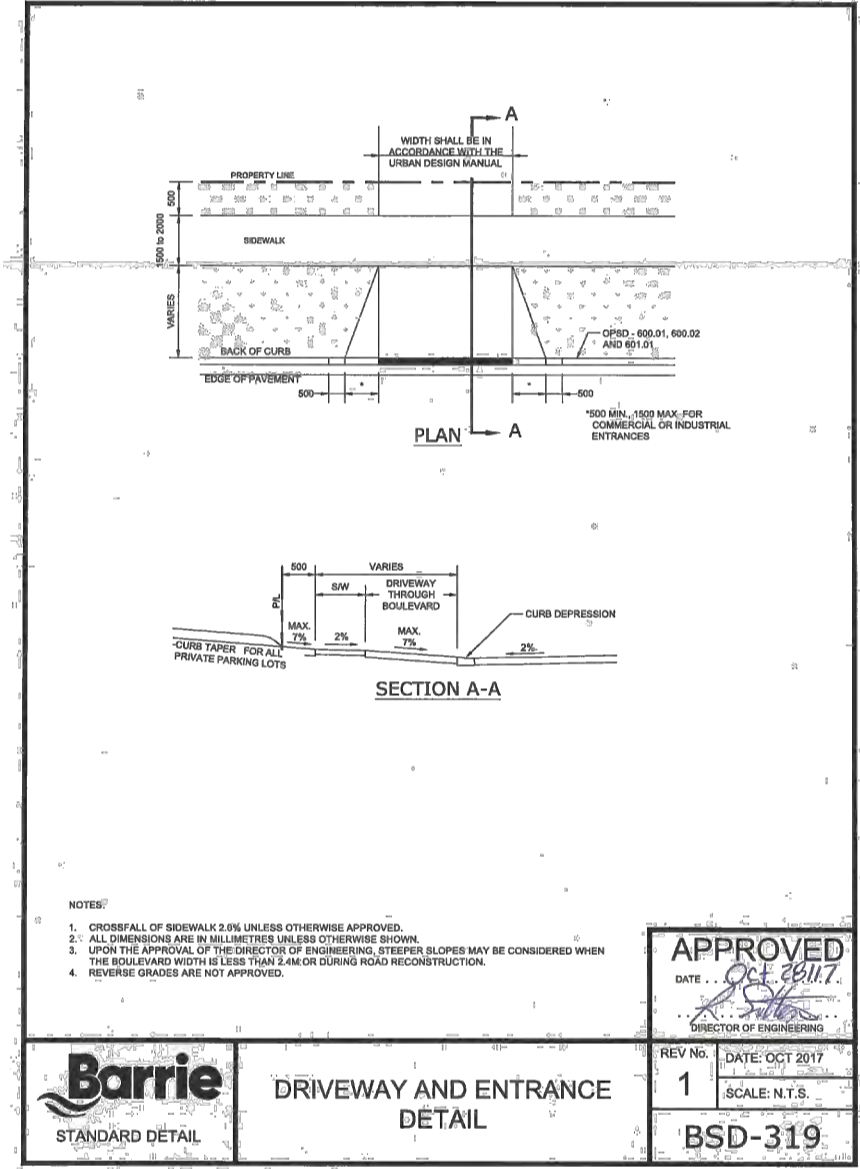 A
WIDTH SHALL BE IN
ACCORDANCE WITH THE
URBAN DESIGN MANUAL
PROPERTY LINE
500
1500 to 2000
SIDEWALK
VARIES
OPSD - 600.01, 600.02
AND 601.01
BACK OF CURB
EDGE OF PAVEMENT
500
*
*
500
*500 MIN., 1500 MAX FOR
COMMERCIAL OR INDUSTRIAL
ENTRANCES
PLAN
A
500
VARIES
P/L
S/W
DRIVEWAY
THROUGH
BOULEVARD
CURB DEPRESSION
MAX.
7%
2%
MAX.
7%
2%
-CURB TAPER FOR ALL
PRIVATE PARKING LOTS
SECTION A-A
NOTES:
1. CROSSFALL OF SIDEWALK 2.0% UNLESS OTHERWISE APPROVED.
2. ALL DIMENSIONS ARE IN MILLIMETRES UNLESS OTHERWISE SHOWN.
3. UPON THE APPROVAL OF THE DIRECTOR OF ENGINEERING, STEEPER SLOPES MAY BE CONSIDERED WHEN
THE BOULEVARD WIDTH IS LESS THAN 2.4M OR DURING ROAD RECONSTRUCTION.
4. REVERSE GRADES ARE NOT APPROVED.
APPROVED
DATE Oct 28/17
DIRECTOR OF ENGINEERING
Barrie
STANDARD DETAIL
DRIVEWAY AND ENTRANCE
DETAIL
REV No.
1
DATE: OCT 2017
SCALE: N.T.S.
BSD-319